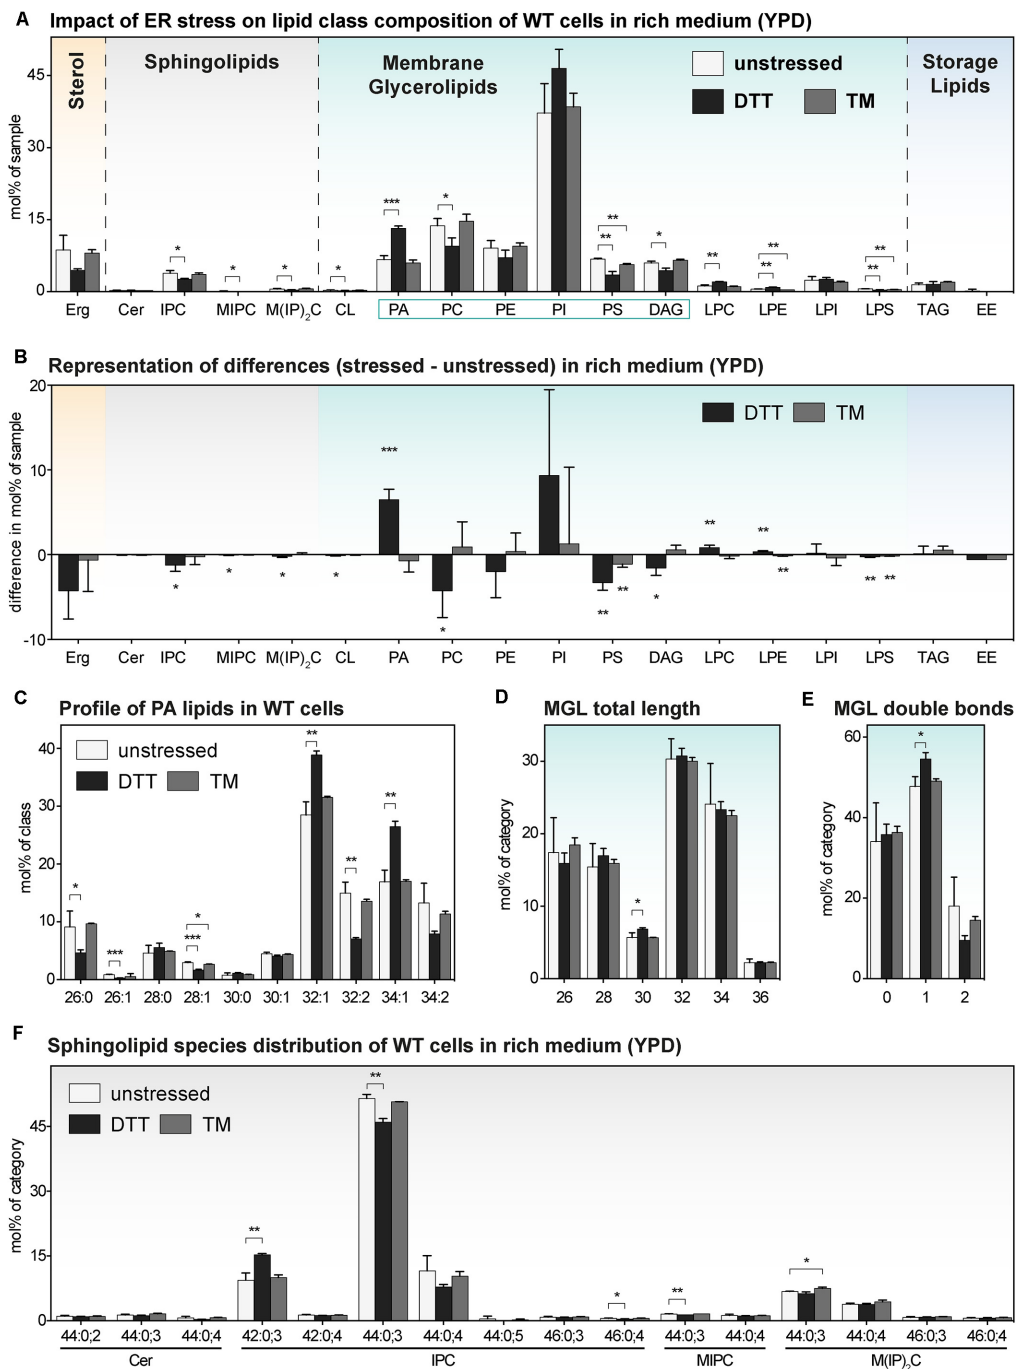 A Impact of ER stress on lipid class composition of WT cells in rich medium (YPD)
Sterol
Sphingolipids
Membrane
Glycerolipids
Storage
Lipids
unstressed
DTT TM
mol% of sample
45
30
15
0
*
*
*
*
***
*
**
**
*
**
**
**
**
**
Erg Cer IPC MIPC M(IP)₂C CL PA PC PE PI PS DAG LPC LPE LPI LPS TAG EE
B Representation of differences (stressed - unstressed) in rich medium (YPD)
DTT TM
difference in mol% of sample
20
10
0
-10
***
**
**
*
*
*
*
*
**
**
*
**
** **
Erg Cer IPC MIPC M(IP)₂C CL PA PC PE PI PS DAG LPC LPE LPI LPS TAG EE
C Profile of PA lipids in WT cells
unstressed
DTT TM
mol% of class
40
30
20
10
0
*
***
*
***
**
**
**
26:0 26:1 28:0 28:1 30:0 30:1 32:1 32:2 34:1 34:2
D MGL total length
mol% of category
30
20
10
0
*
26 28 30 32 34 36
E MGL double bonds
mol% of category
60
40
20
0
*
0 1 2
F Sphingolipid species distribution of WT cells in rich medium (YPD)
unstressed
DTT TM
mol% of category
45
30
15
0
**
**
*
**
*
44:0;2 44:0;3 44:0;4 42:0;3 42:0;4 44:0;3 44:0;4 44:0;5 46:0;3 46:0;4 44:0;3 44:0;4 44:0;3 44:0;4 46:0;3 46:0;4
Cer IPC MIPC M(IP)₂C